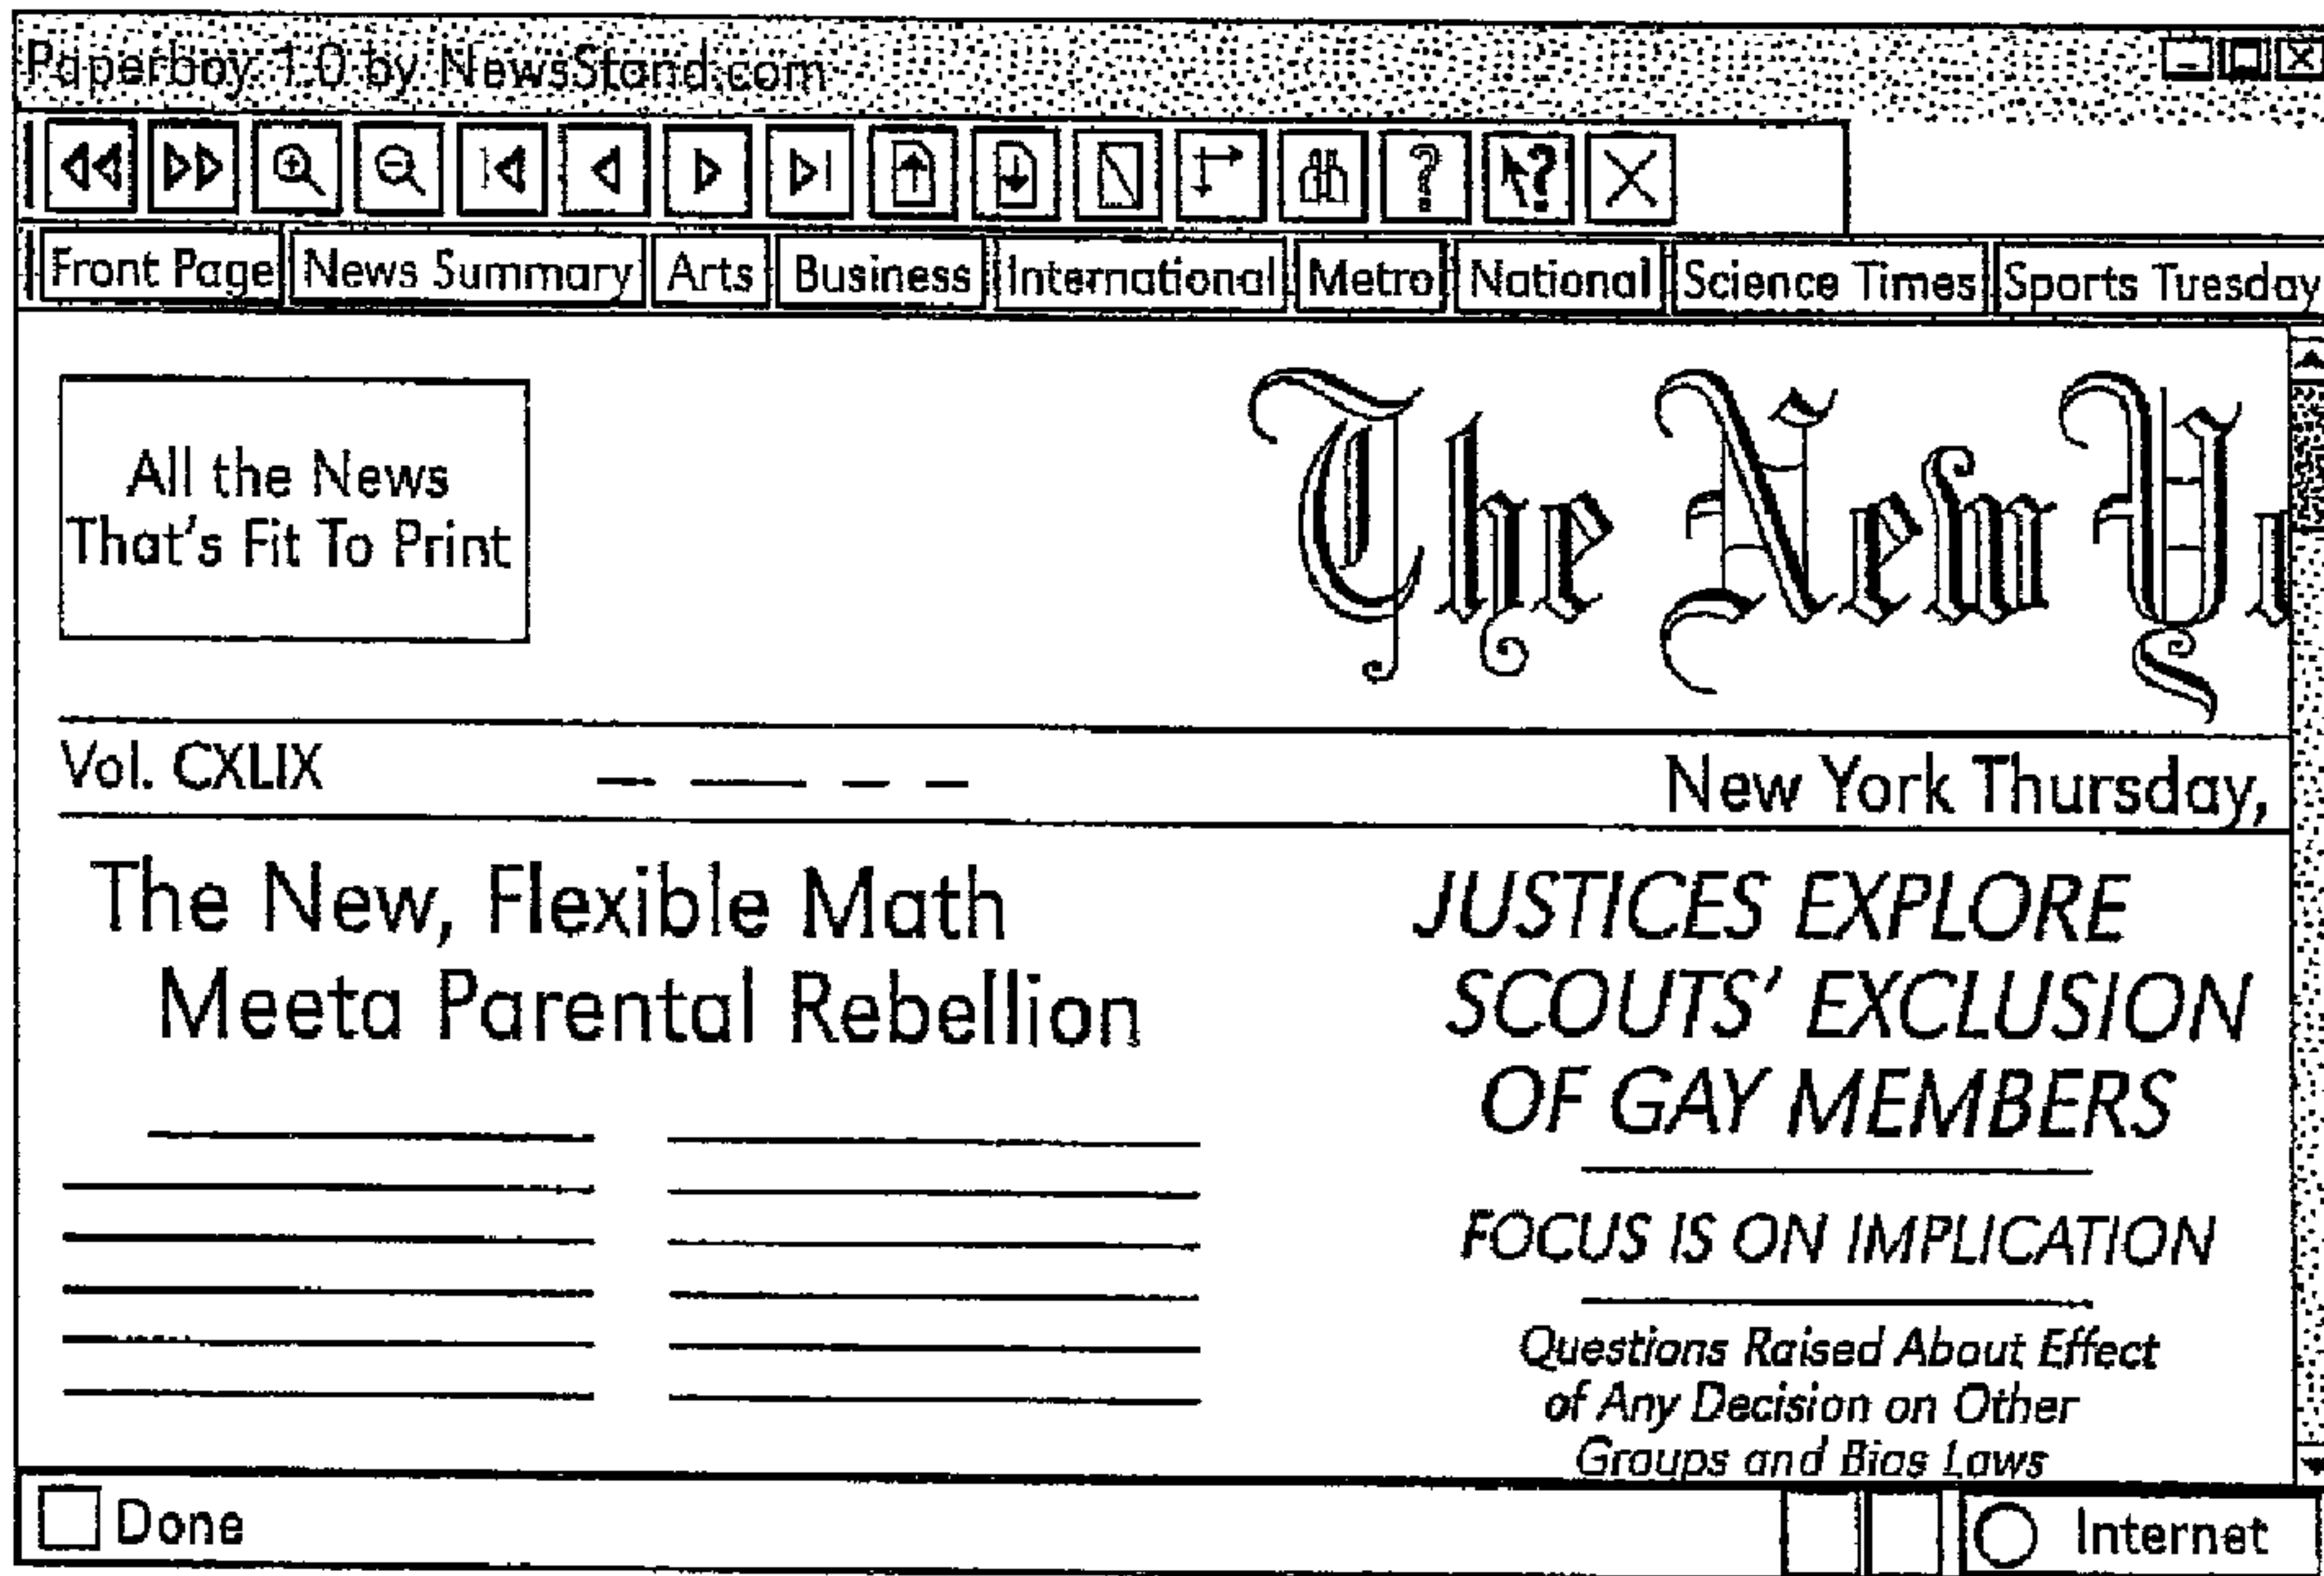 Paperboy 1.0 by NewsStand.com
Front Page News Summary Arts Business International Metro National Science Times Sports Tuesday
All the News
That's Fit To Print
The New Yo
Vol. CXLIX
New York Thursday,
The New, Flexible Math
Meeta Parental Rebellion
JUSTICES EXPLORE
SCOUTS' EXCLUSION
OF GAY MEMBERS
FOCUS IS ON IMPLICATION
Questions Raised About Effect
of Any Decision on Other
Groups and Bias Laws
Done
Internet